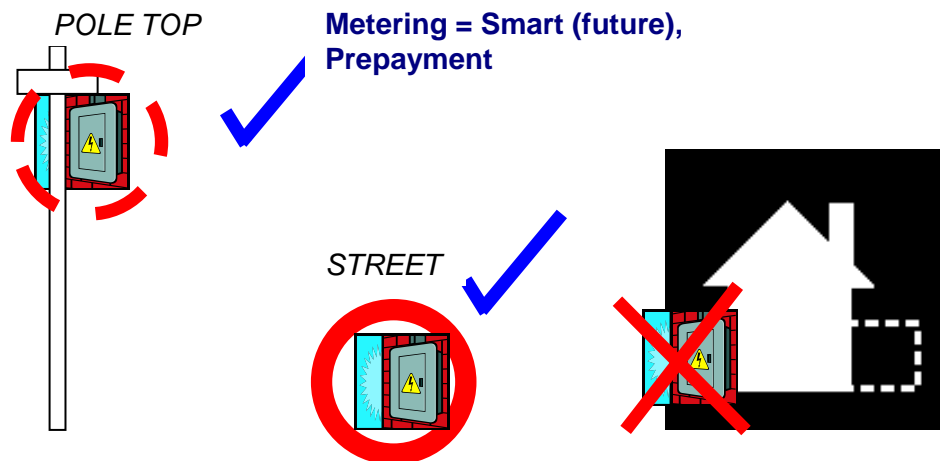 POLE TOP
Metering = Smart (future),
Prepayment
STREET